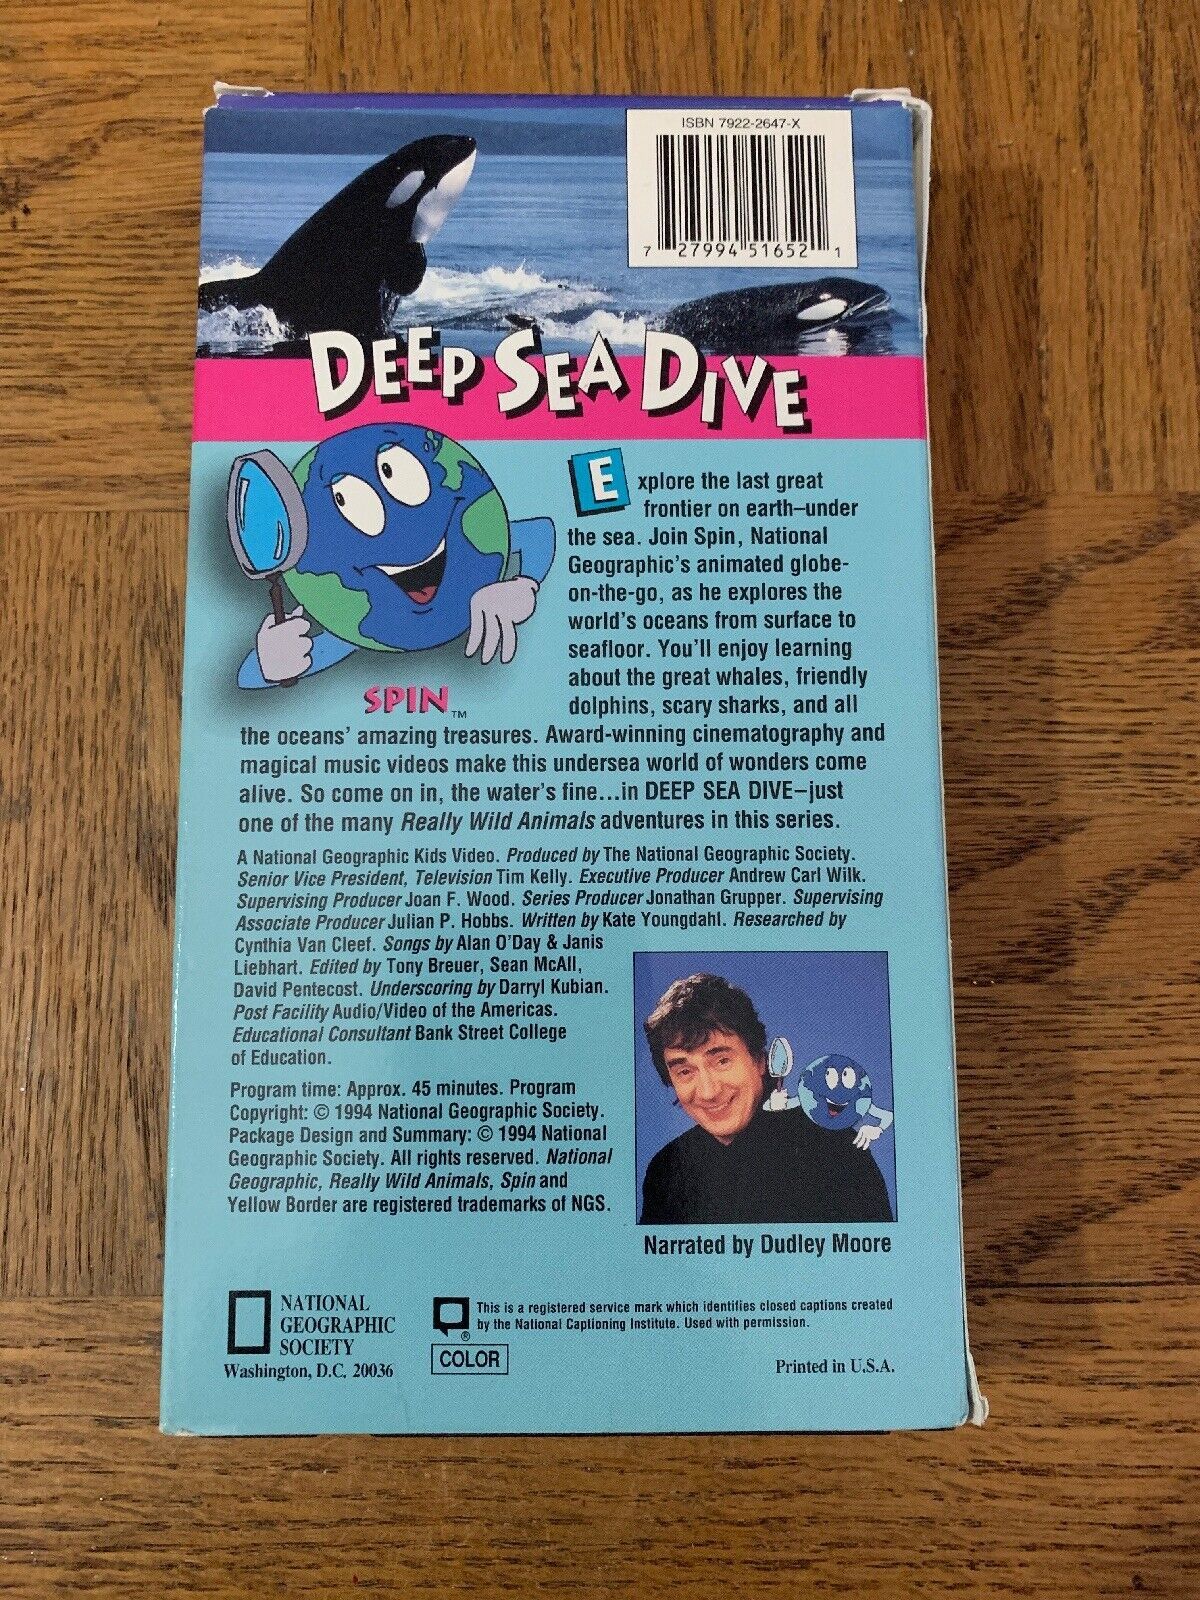 ISBN 7922-2647-X
7 27994 51652 1
DEEP SEA DIVE
Explore the last great
frontier on earth–under
the sea. Join Spin, National
Geographic's animated globe-
on-the-go, as he explores the
world's oceans from surface to
seafloor. You'll enjoy learning
about the great whales, friendly
dolphins, scary sharks, and all
SPIN™
the oceans' amazing treasures. Award-winning cinematography and
magical music videos make this undersea world of wonders come
alive. So come on in, the water's fine...in DEEP SEA DIVE–just
one of the many Really Wild Animals adventures in this series.
A National Geographic Kids Video. Produced by The National Geographic Society.
Senior Vice President, Television Tim Kelly. Executive Producer Andrew Carl Wilk.
Supervising Producer Joan F. Wood. Series Producer Jonathan Grupper. Supervising
Associate Producer Julian P. Hobbs. Written by Kate Youngdahl. Researched by
Cynthia Van Cleef. Songs by Alan O'Day & Janis
Liebhart. Edited by Tony Breuer, Sean McAll,
David Pentecost. Underscoring by Darryl Kubian.
Post Facility Audio/Video of the Americas.
Educational Consultant Bank Street College
of Education.
Program time: Approx. 45 minutes. Program
Copyright: © 1994 National Geographic Society.
Package Design and Summary: © 1994 National
Geographic Society. All rights reserved. National
Geographic, Really Wild Animals, Spin and
Yellow Border are registered trademarks of NGS.
Narrated by Dudley Moore
NATIONAL
GEOGRAPHIC
SOCIETY
Washington, D.C. 20036
®
This is a registered service mark which identifies closed captions created
by the National Captioning Institute. Used with permission.
COLOR
Printed in U.S.A.